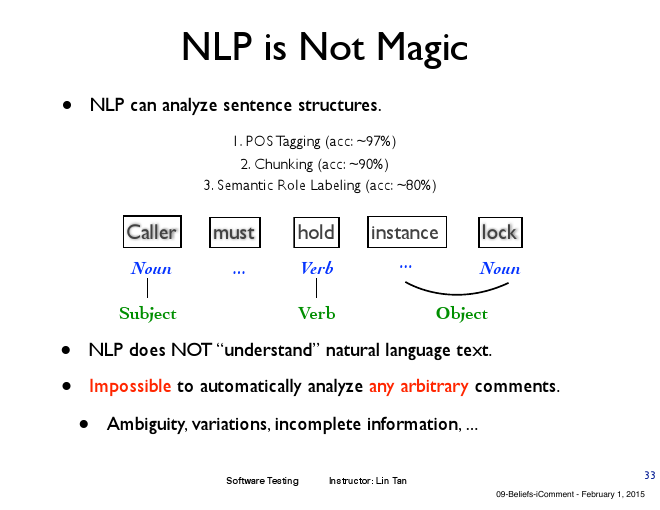 NLP is Not Magic
• NLP can analyze sentence structures.
1. POS Tagging (acc: ~97%)
2. Chunking (acc: ~90%)
3. Semantic Role Labeling (acc: ~80%)
Caller must hold instance lock
Noun ... Verb ... Noun
Subject Verb Object
• NLP does NOT “understand” natural language text.
• Impossible to automatically analyze any arbitrary comments.
• Ambiguity, variations, incomplete information, ...
Software Testing Instructor: Lin Tan
33
09-Beliefs-iComment - February 1, 2015